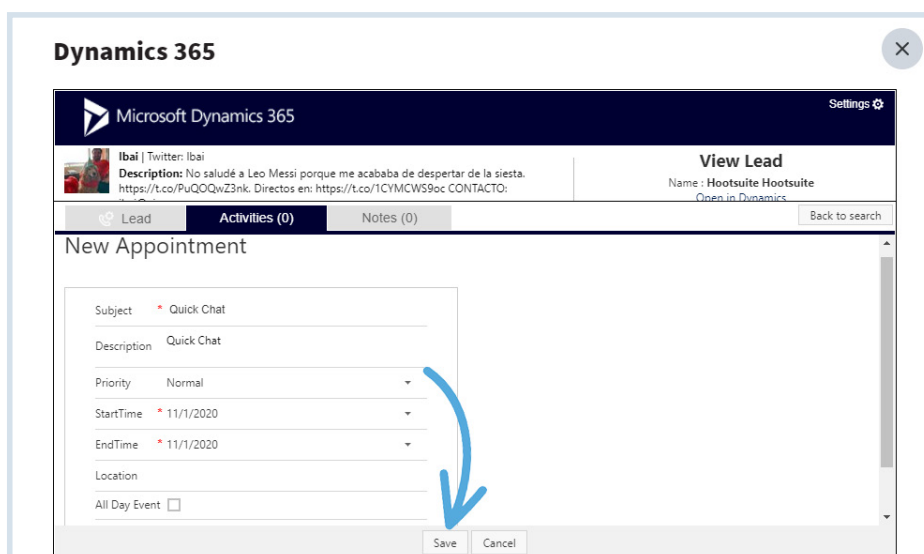 Dynamics 365
Microsoft Dynamics 365
Settings
Ibai | Twitter: Ibai
Description: No saludé a Leo Messi porque me acababa de despertar de la siesta.
https://t.co/PuQOQwZ3nk. Directos en: https://t.co/1CYMCWS9oc CONTACTO:
View Lead
Name : Hootsuite Hootsuite
Open in Dynamics
Lead
Activities (0)
Notes (0)
Back to search
New Appointment
Subject * Quick Chat
Description Quick Chat
Priority Normal
StartTime * 11/1/2020
EndTime * 11/1/2020
Location
All Day Event
Save
Cancel